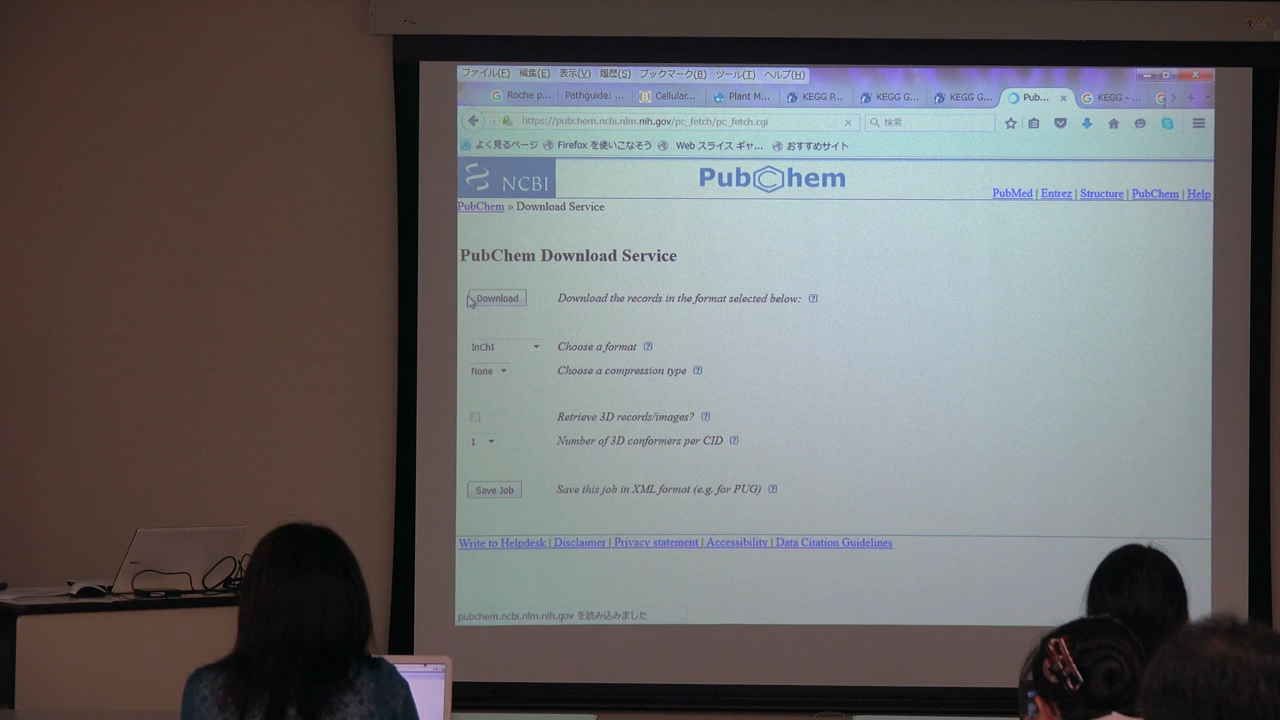 ファイル(F) 編集(E) 表示(V) 履歴(S) ブックマーク(B) ツール(T) ヘルプ(H)
Roche p... Pathguide: ... Cellular... Plant M... KEGG P... KEGG G... KEGG G... Pub... KEGG - ...
https://pubchem.ncbi.nlm.nih.gov/pc_fetch/pc_fetch.cgi 検索
よく見るページ Firefox を使いこなそう Web スライス ギャ... おすすめサイト
NCBI PubChem
PubMed | Entrez | Structure | PubChem | Help
PubChem » Download Service
PubChem Download Service
Download Download the records in the format selected below: ?
InChI Choose a format ?
None Choose a compression type ?
Retrieve 3D records/images? ?
1 Number of 3D conformers per CID ?
Save Job Save this job in XML format (e.g. for PUG) ?
Write to Helpdesk | Disclaimer | Privacy statement | Accessibility | Data Citation Guidelines
pubchem.ncbi.nlm.nih.gov を読み込みました